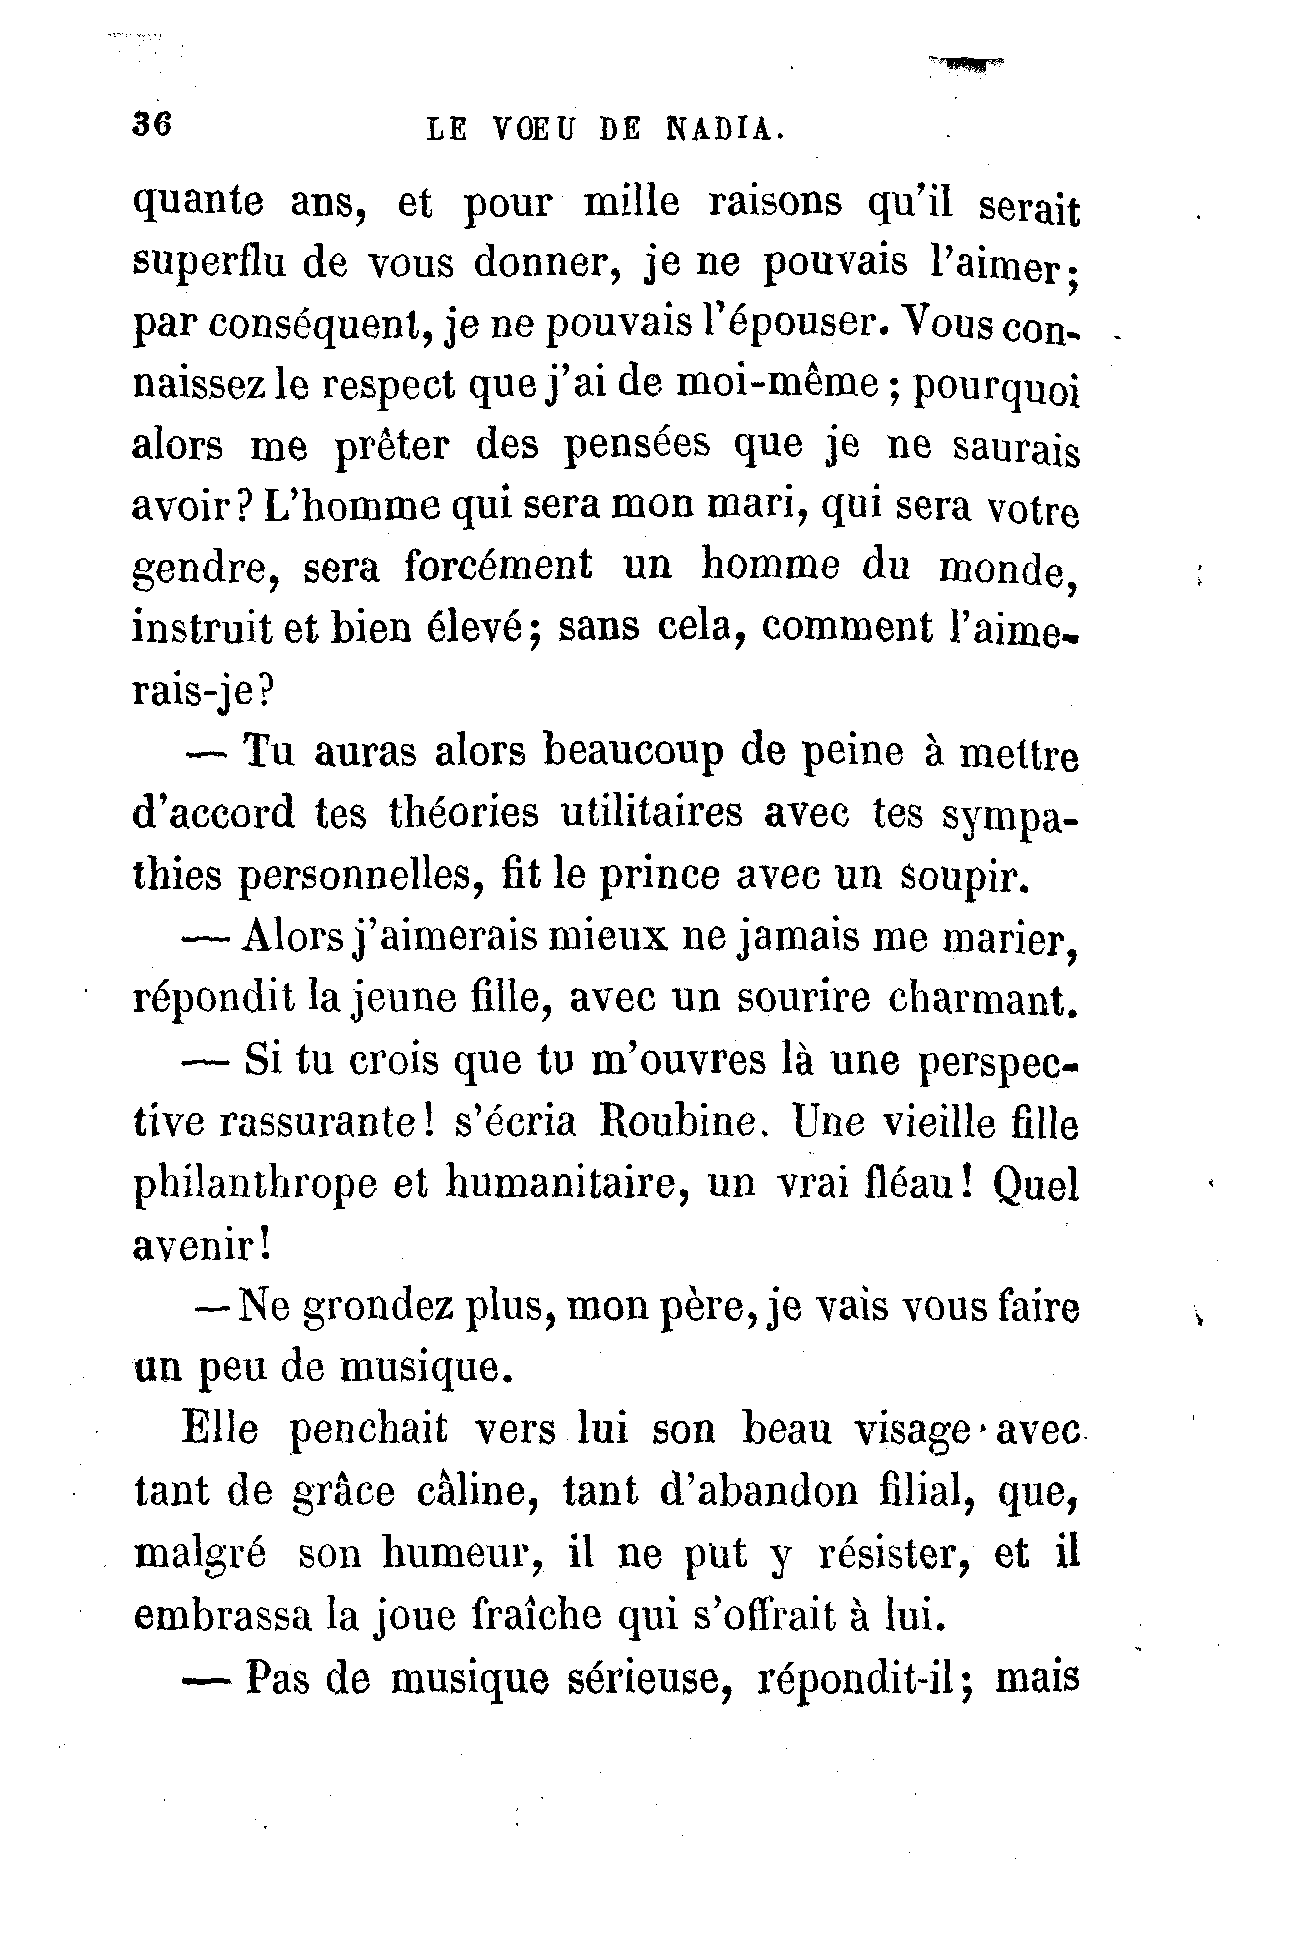 36 LE VŒU DE NADIA.
quante ans, et pour mille raisons qu'il serait
superflu de vous donner, je ne pouvais l'aimer;
par conséquent, je ne pouvais l'épouser. Vous con-
naissez le respect que j'ai de moi-même; pourquoi
alors me prêter des pensées que je ne saurais
avoir? L'homme qui sera mon mari, qui sera votre
gendre, sera forcément un homme du monde,
instruit et bien élevé; sans cela, comment l'aime-
rais-je?
— Tu auras alors beaucoup de peine à mettre
d'accord tes théories utilitaires avec tes sympa-
thies personnelles, fit le prince avec un soupir.
— Alors j'aimerais mieux ne jamais me marier,
répondit la jeune fille, avec un sourire charmant.
— Si tu crois que tu m'ouvres là une perspec-
tive rassurante! s'écria Roubine. Une vieille fille
philanthrope et humanitaire, un vrai fléau! Quel
avenir!
— Ne grondez plus, mon père, je vais vous faire
un peu de musique.
Elle penchait vers lui son beau visage avec
tant de grâce câline, tant d'abandon filial, que,
malgré son humeur, il ne put y résister, et il
embrassa la joue fraîche qui s'offrait à lui.
— Pas de musique sérieuse, répondit-il; mais